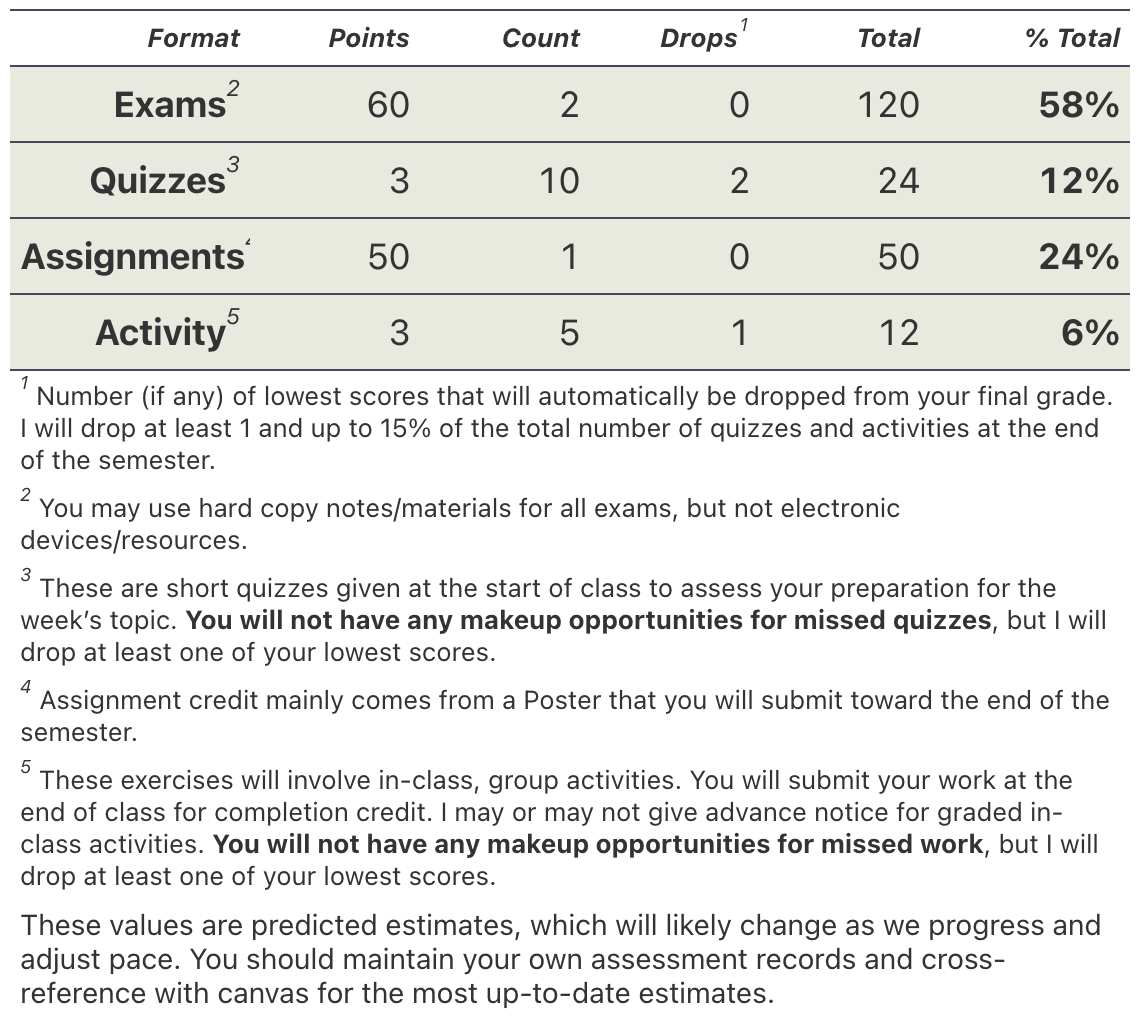 Format Points Count Drops1 Total % Total
Exams2 60 2 0 120 58%
Quizzes3 3 10 2 24 12%
Assignments4 50 1 0 50 24%
Activity5 3 5 1 12 6%
1 Number (if any) of lowest scores that will automatically be dropped from your final grade.
I will drop at least 1 and up to 15% of the total number of quizzes and activities at the end
of the semester.
2 You may use hard copy notes/materials for all exams, but not electronic
devices/resources.
3 These are short quizzes given at the start of class to assess your preparation for the
week’s topic. You will not have any makeup opportunities for missed quizzes, but I will
drop at least one of your lowest scores.
4 Assignment credit mainly comes from a Poster that you will submit toward the end of the
semester.
5 These exercises will involve in-class, group activities. You will submit your work at the
end of class for completion credit. I may or may not give advance notice for graded in-
class activities. You will not have any makeup opportunities for missed work, but I will
drop at least one of your lowest scores.
These values are predicted estimates, which will likely change as we progress and
adjust pace. You should maintain your own assessment records and cross-
reference with canvas for the most up-to-date estimates.